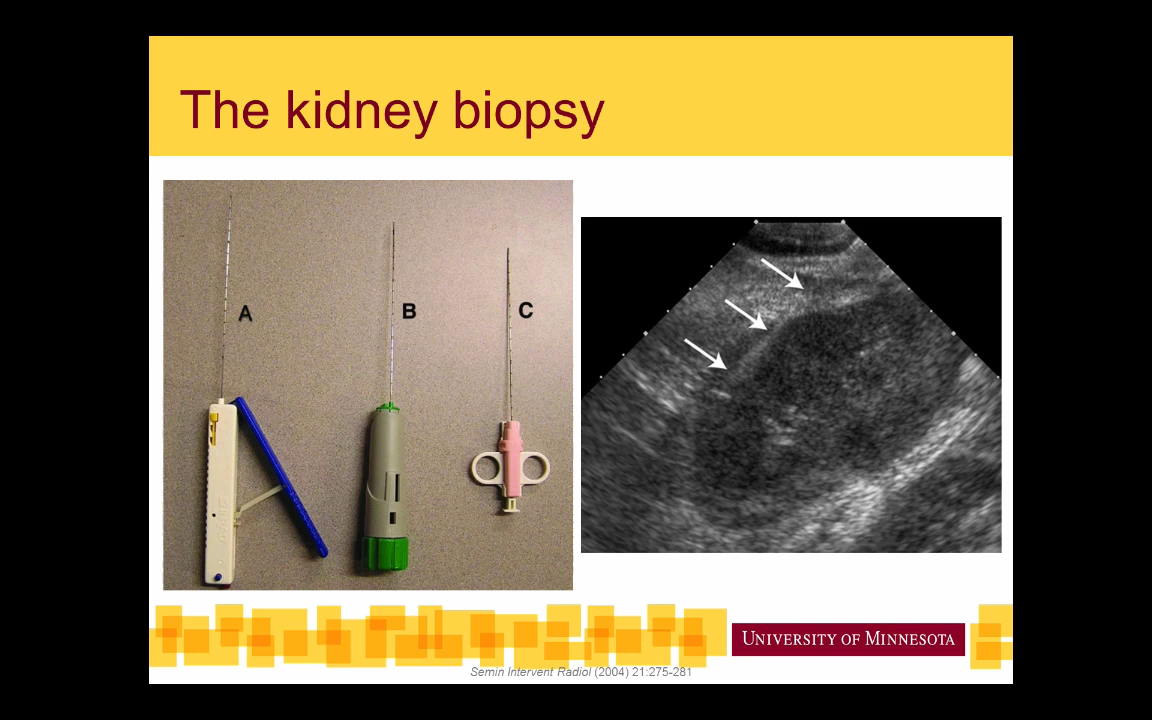 The kidney biopsy
A
B
C
UNIVERSITY OF MINNESOTA
Semin Intervent Radiol (2004) 21:275-281